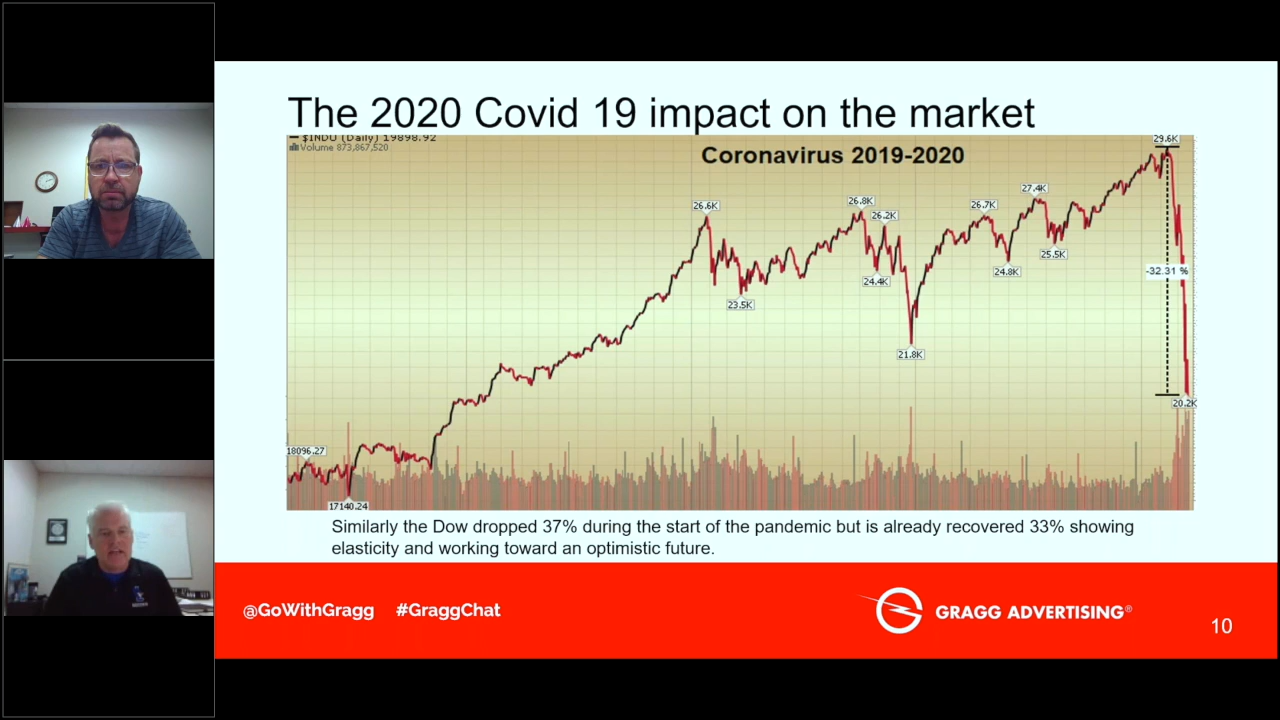 The 2020 Covid 19 impact on the market
$INDU (Daily) 19898.92
Volume 873,867,520
Coronavirus 2019-2020
29.6K
27.4K
26.6K
26.8K
26.2K
26.7K
25.5K
-32.31 %
24.8K
24.4K
23.5K
21.8K
20.2K
18096.27
17140.24
Similarly the Dow dropped 37% during the start of the pandemic but is already recovered 33% showing
elasticity and working toward an optimistic future.
@GoWithGragg #GraggChat
GRAGG ADVERTISING®
10